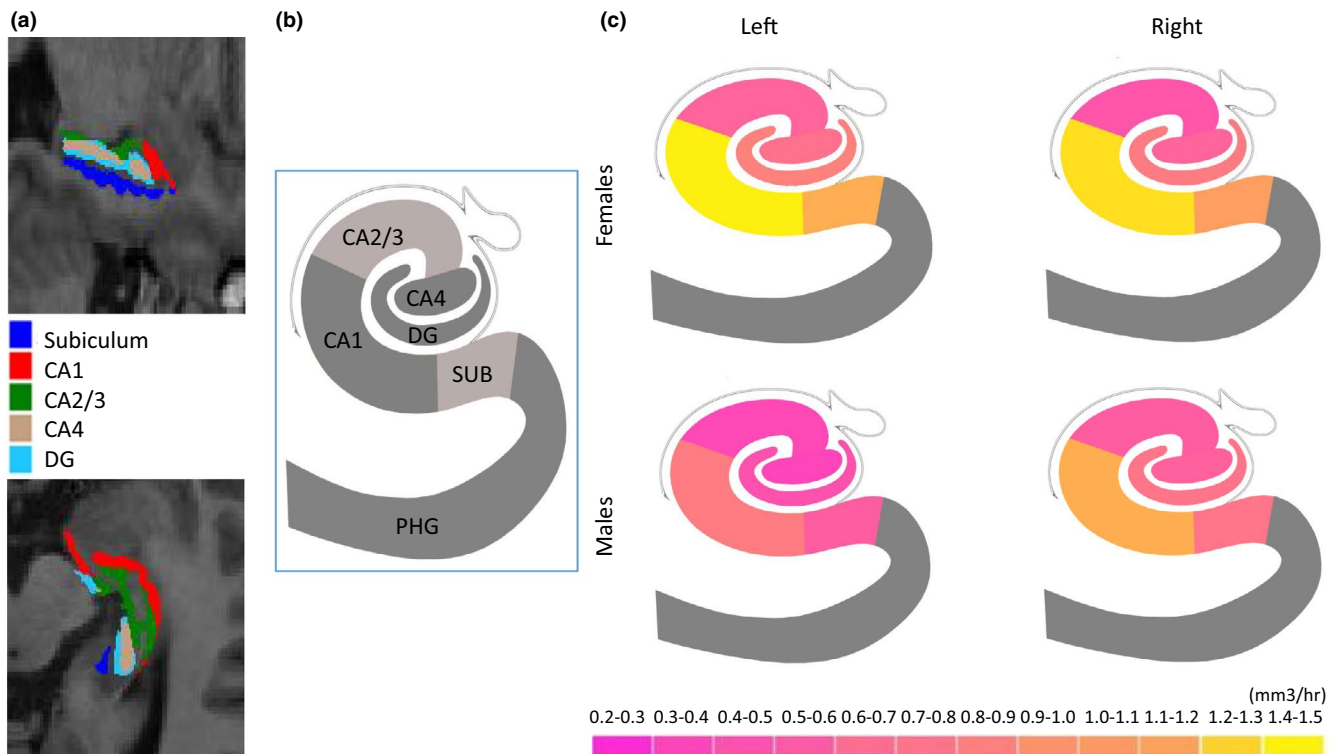 (a)
Subiculum
CA1
CA2/3
CA4
DG
(b)
CA2/3
CA4
DG
CA1
SUB
PHG
(c)
Left
Right
Females
Males
(mm3/hr)
0.2-0.3 0.3-0.4 0.4-0.5 0.5-0.6 0.6-0.7 0.7-0.8 0.8-0.9 0.9-1.0 1.0-1.1 1.1-1.2 1.2-1.3 1.4-1.5